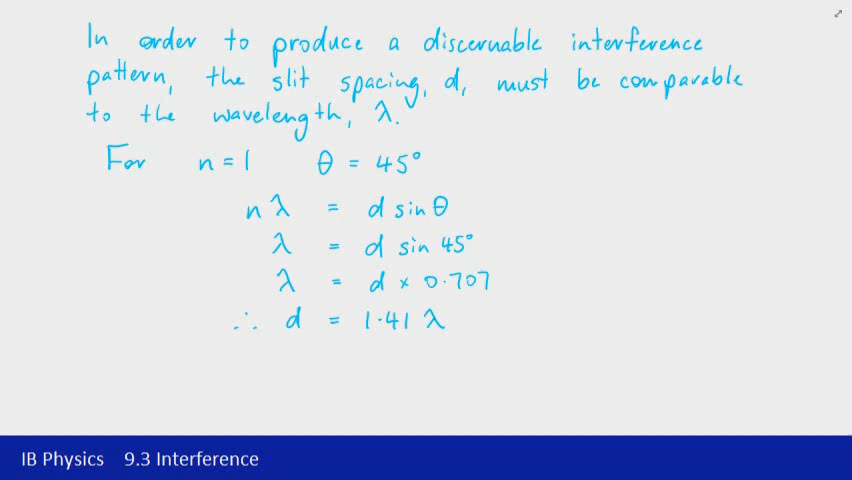 In order to produce a discernable interference
pattern, the slit spacing, d, must be comparable
to the wavelength, λ.
For n = 1 θ = 45°
nλ = d sin θ
λ = d sin 45°
λ = d × 0.707
∴ d = 1.41 λ
IB Physics 9.3 Interference